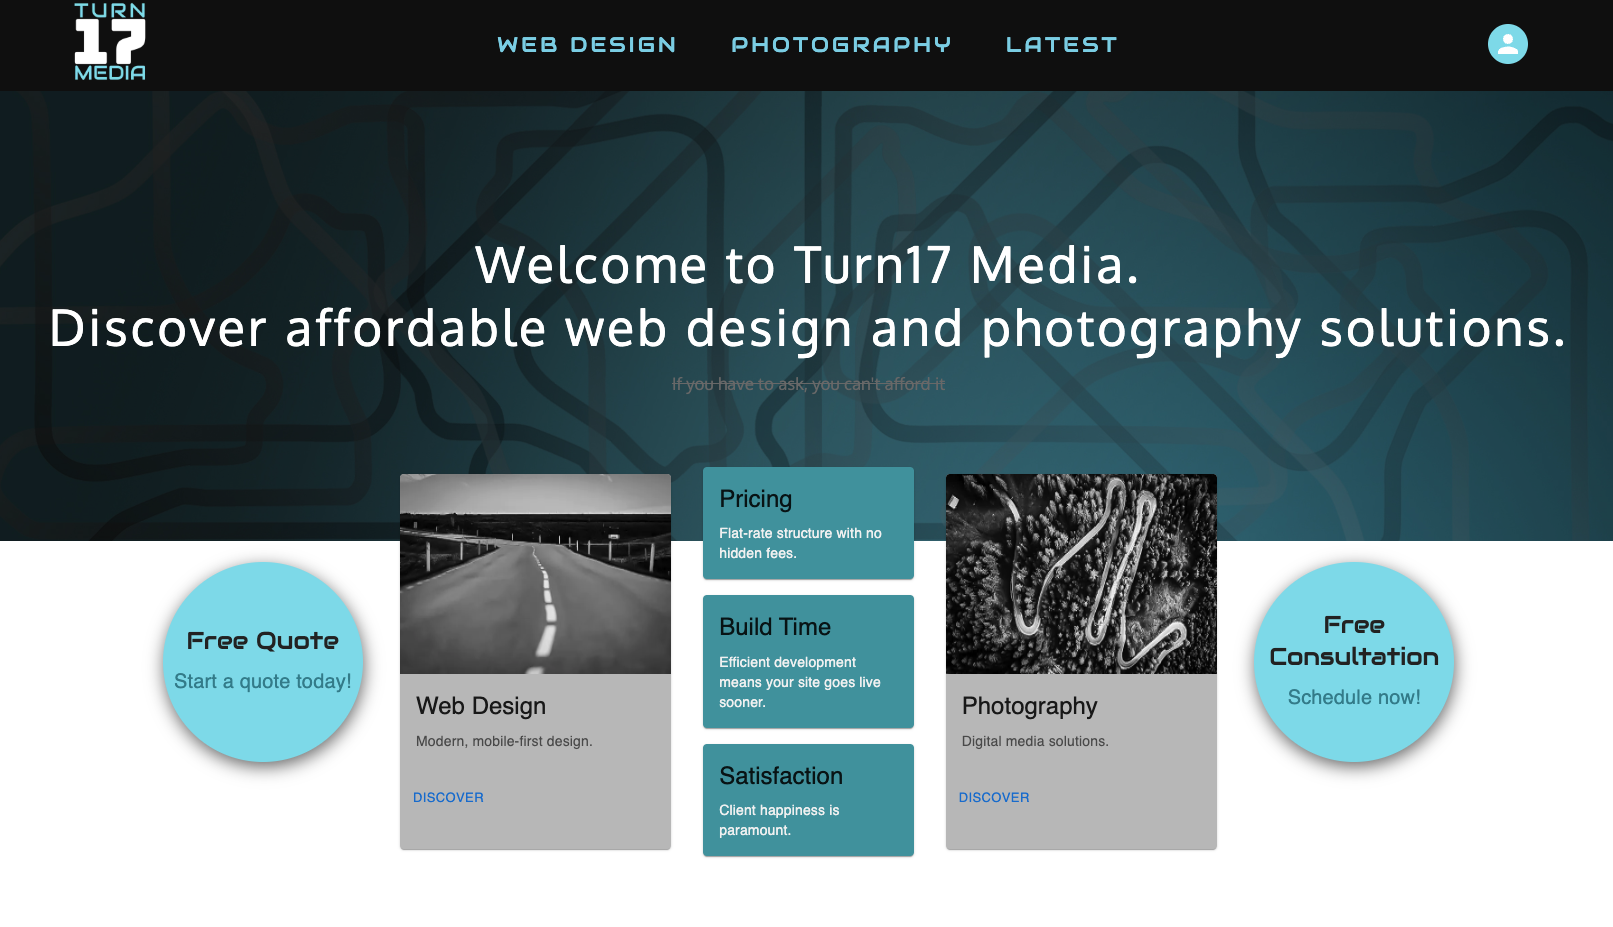 TURN
17
MEDIA
WEB DESIGN
PHOTOGRAPHY
LATEST
Welcome to Turn17 Media.
Discover affordable web design and photography solutions.
If you have to ask, you can't afford it
Free Quote
Start a quote today!
Web Design
Modern, mobile-first design.
DISCOVER
Pricing
Flat-rate structure with no
hidden fees.
Build Time
Efficient development
means your site goes live
sooner.
Satisfaction
Client happiness is
paramount.
Photography
Digital media solutions.
DISCOVER
Free
Consultation
Schedule now!